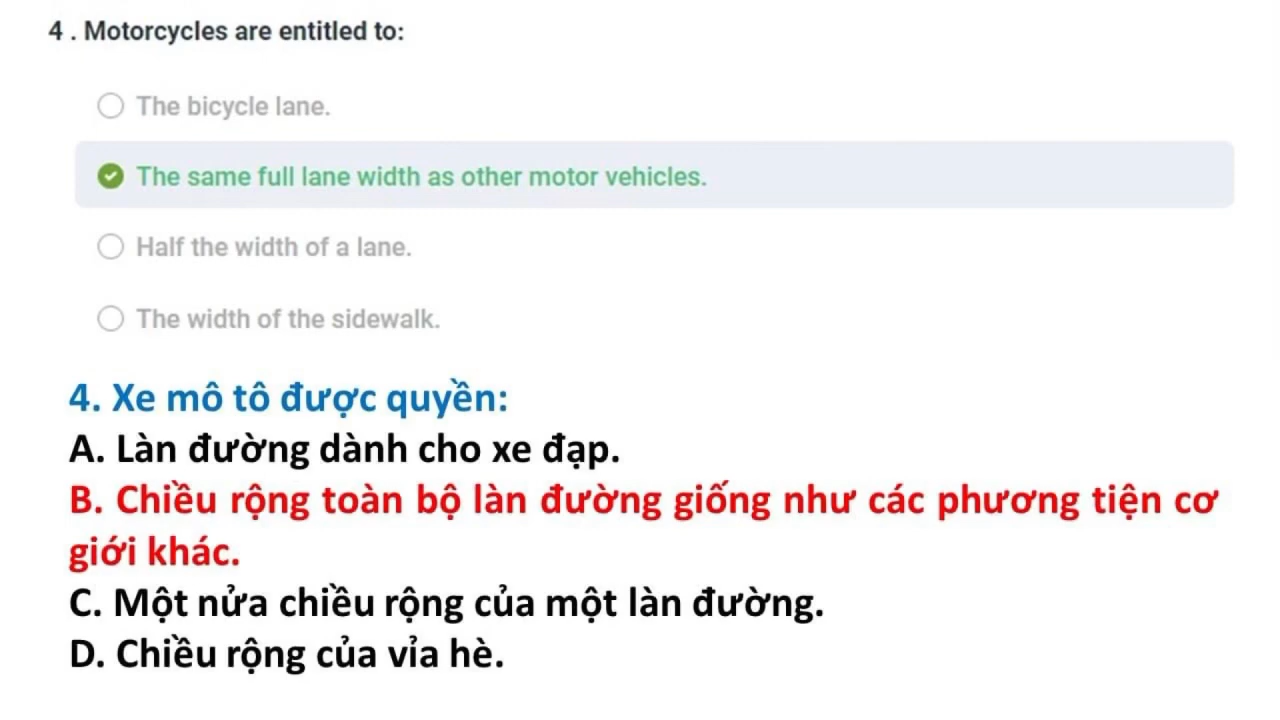 4 . Motorcycles are entitled to:
The bicycle lane.
The same full lane width as other motor vehicles.
Half the width of a lane.
The width of the sidewalk.
4. Xe mô tô được quyền:
A. Làn đường dành cho xe đạp.
B. Chiều rộng toàn bộ làn đường giống như các phương tiện cơ
giới khác.
C. Một nửa chiều rộng của một làn đường.
D. Chiều rộng của vỉa hè.